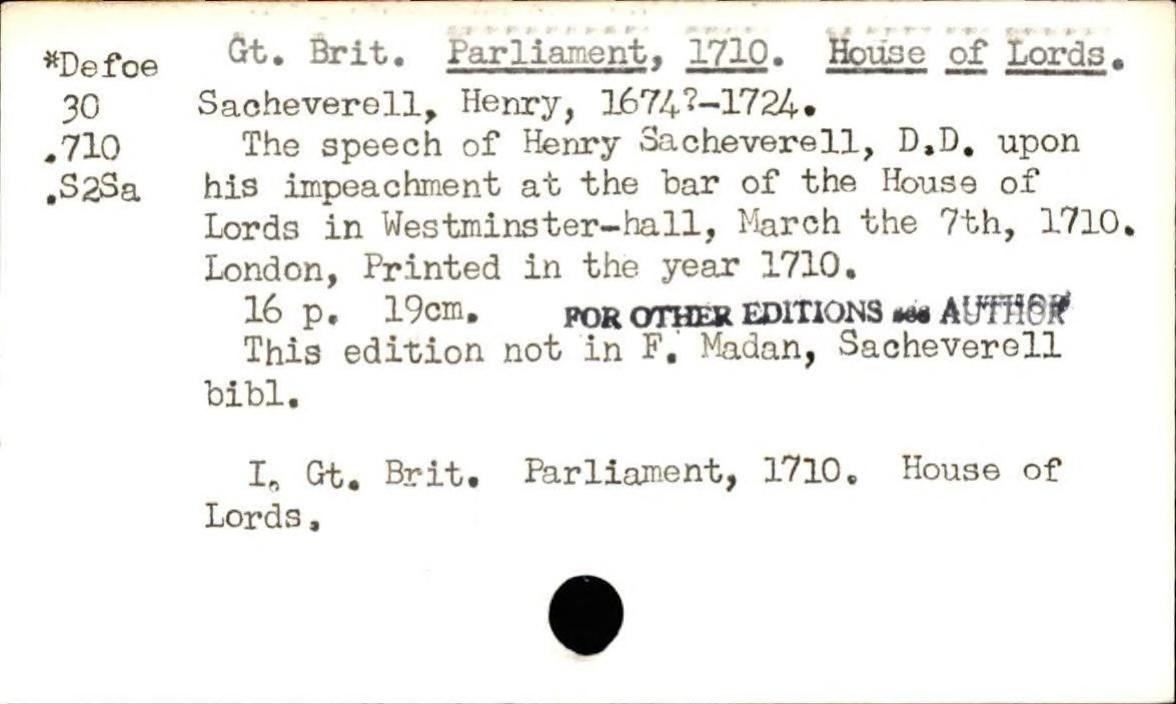 *Defoe Gt. Brit. Parliament, 1710. House of Lords.
30 Sacheverell, Henry, 1674?-1724.
.710 The speech of Henry Sacheverell, D.D. upon
.S2Sa his impeachment at the bar of the House of
Lords in Westminster-hall, March the 7th, 1710.
London, Printed in the year 1710.
16 p. 19cm. FOR OTHER EDITIONS see AUTHOR
This edition not in F. Madan, Sacheverell
bibl.
I. Gt. Brit. Parliament, 1710. House of
Lords.